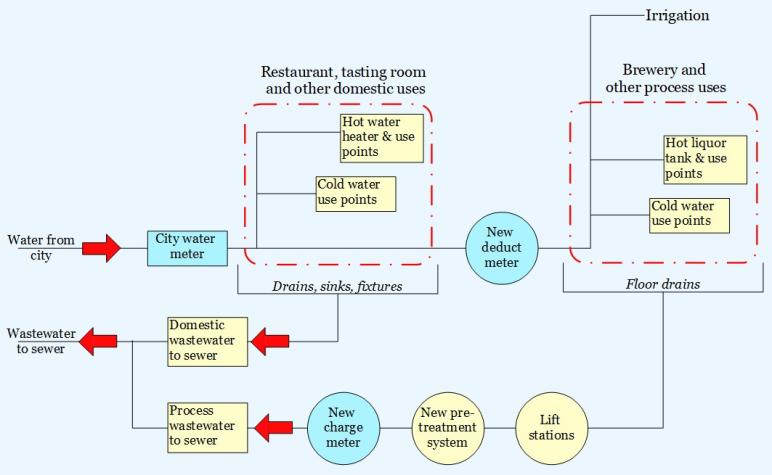 Irrigation
Restaurant, tasting room
and other domestic uses
Brewery and
other process uses
Hot water
heater & use
points
Cold water
use points
Hot liquor
tank & use
points
Cold water
use points
Water from
city
City water
meter
New
deduct
meter
Drains, sinks, fixtures
Floor drains
Wastewater
to sewer
Domestic
wastewater
to sewer
Process
wastewater
to sewer
New
charge
meter
New pre-
treatment
system
Lift
stations